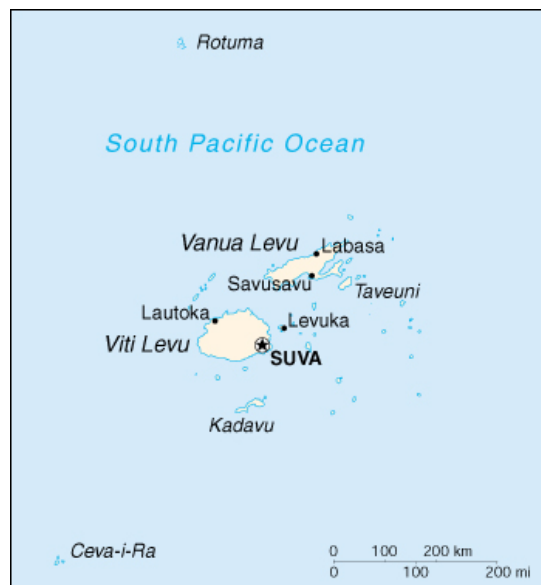 Rotuma
South Pacific Ocean
Vanua Levu
Labasa
Savusavu
Taveuni
Lautoka
Levuka
Viti Levu
SUVA
Kadavu
Ceva-i-Ra
0 100 200 km
0 100 200 mi